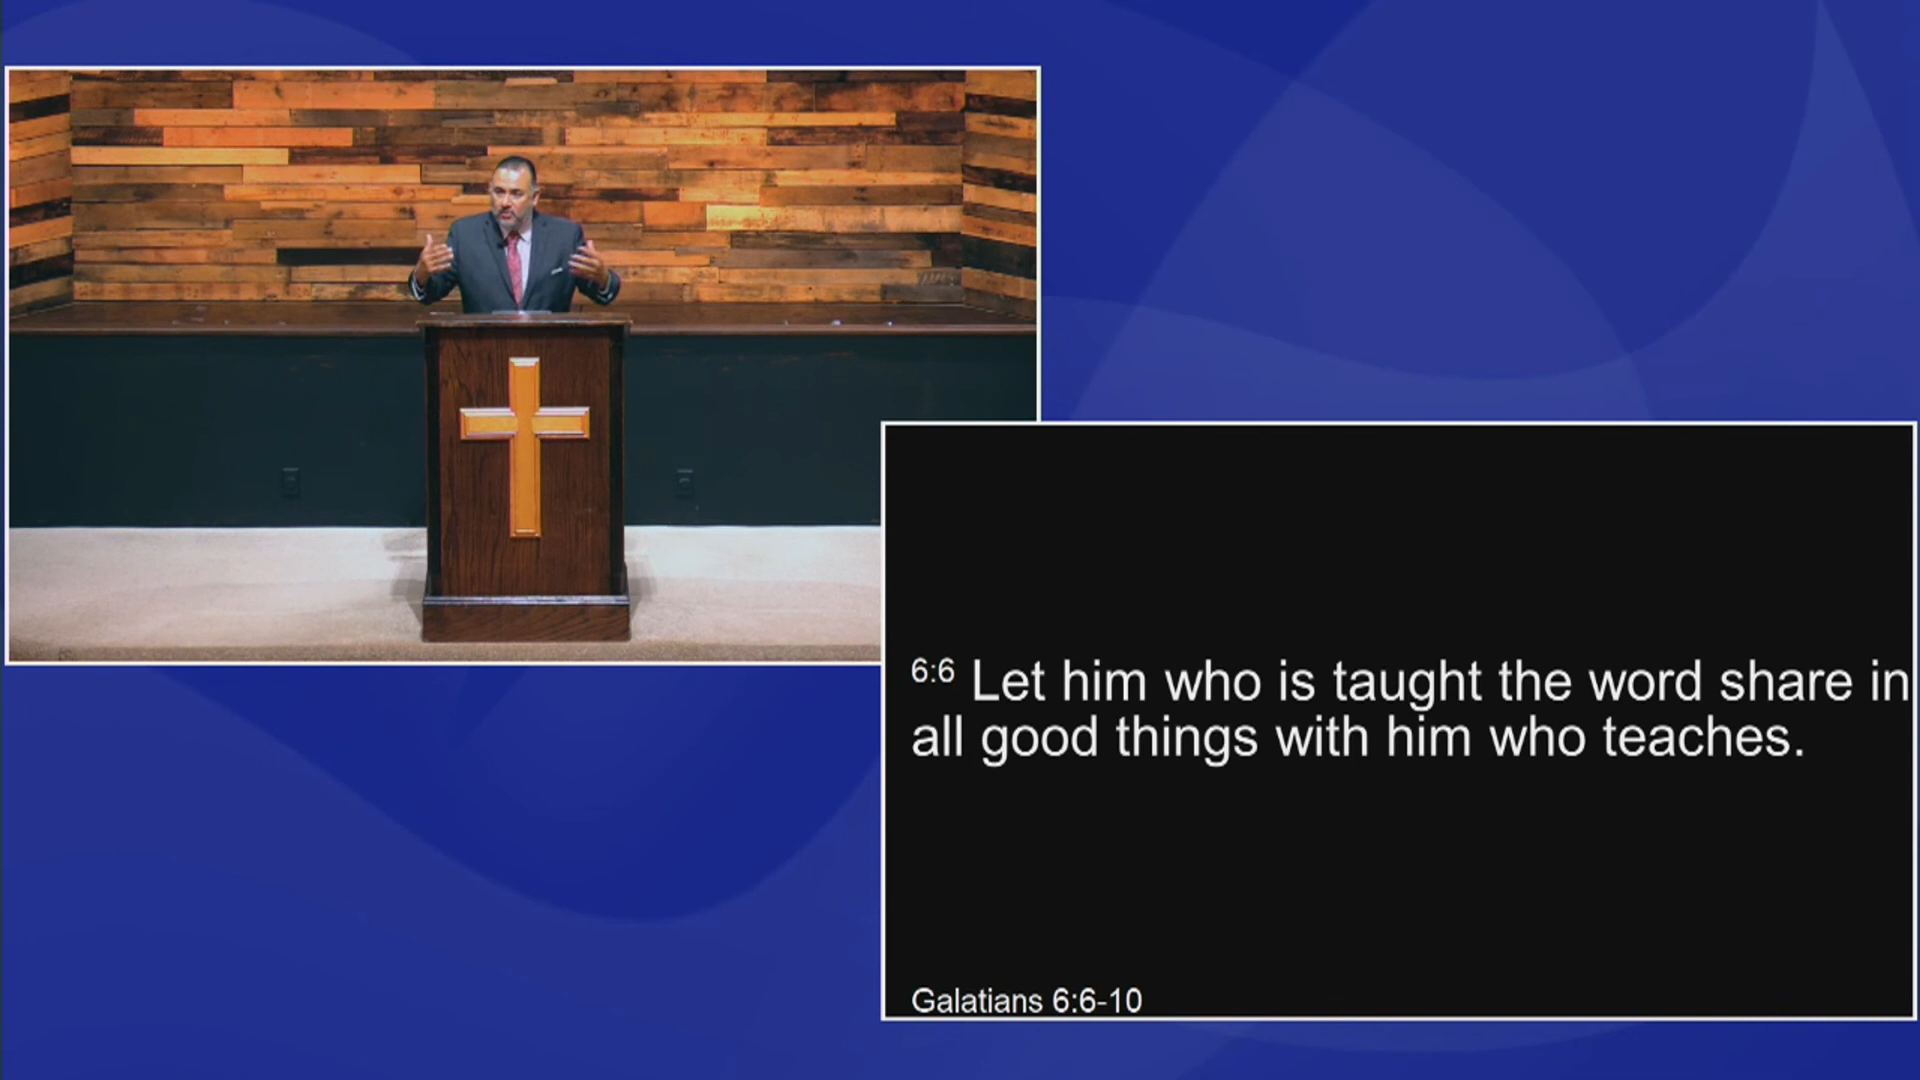 6:6 Let him who is taught the word share in
all good things with him who teaches.
Galatians 6:6-10